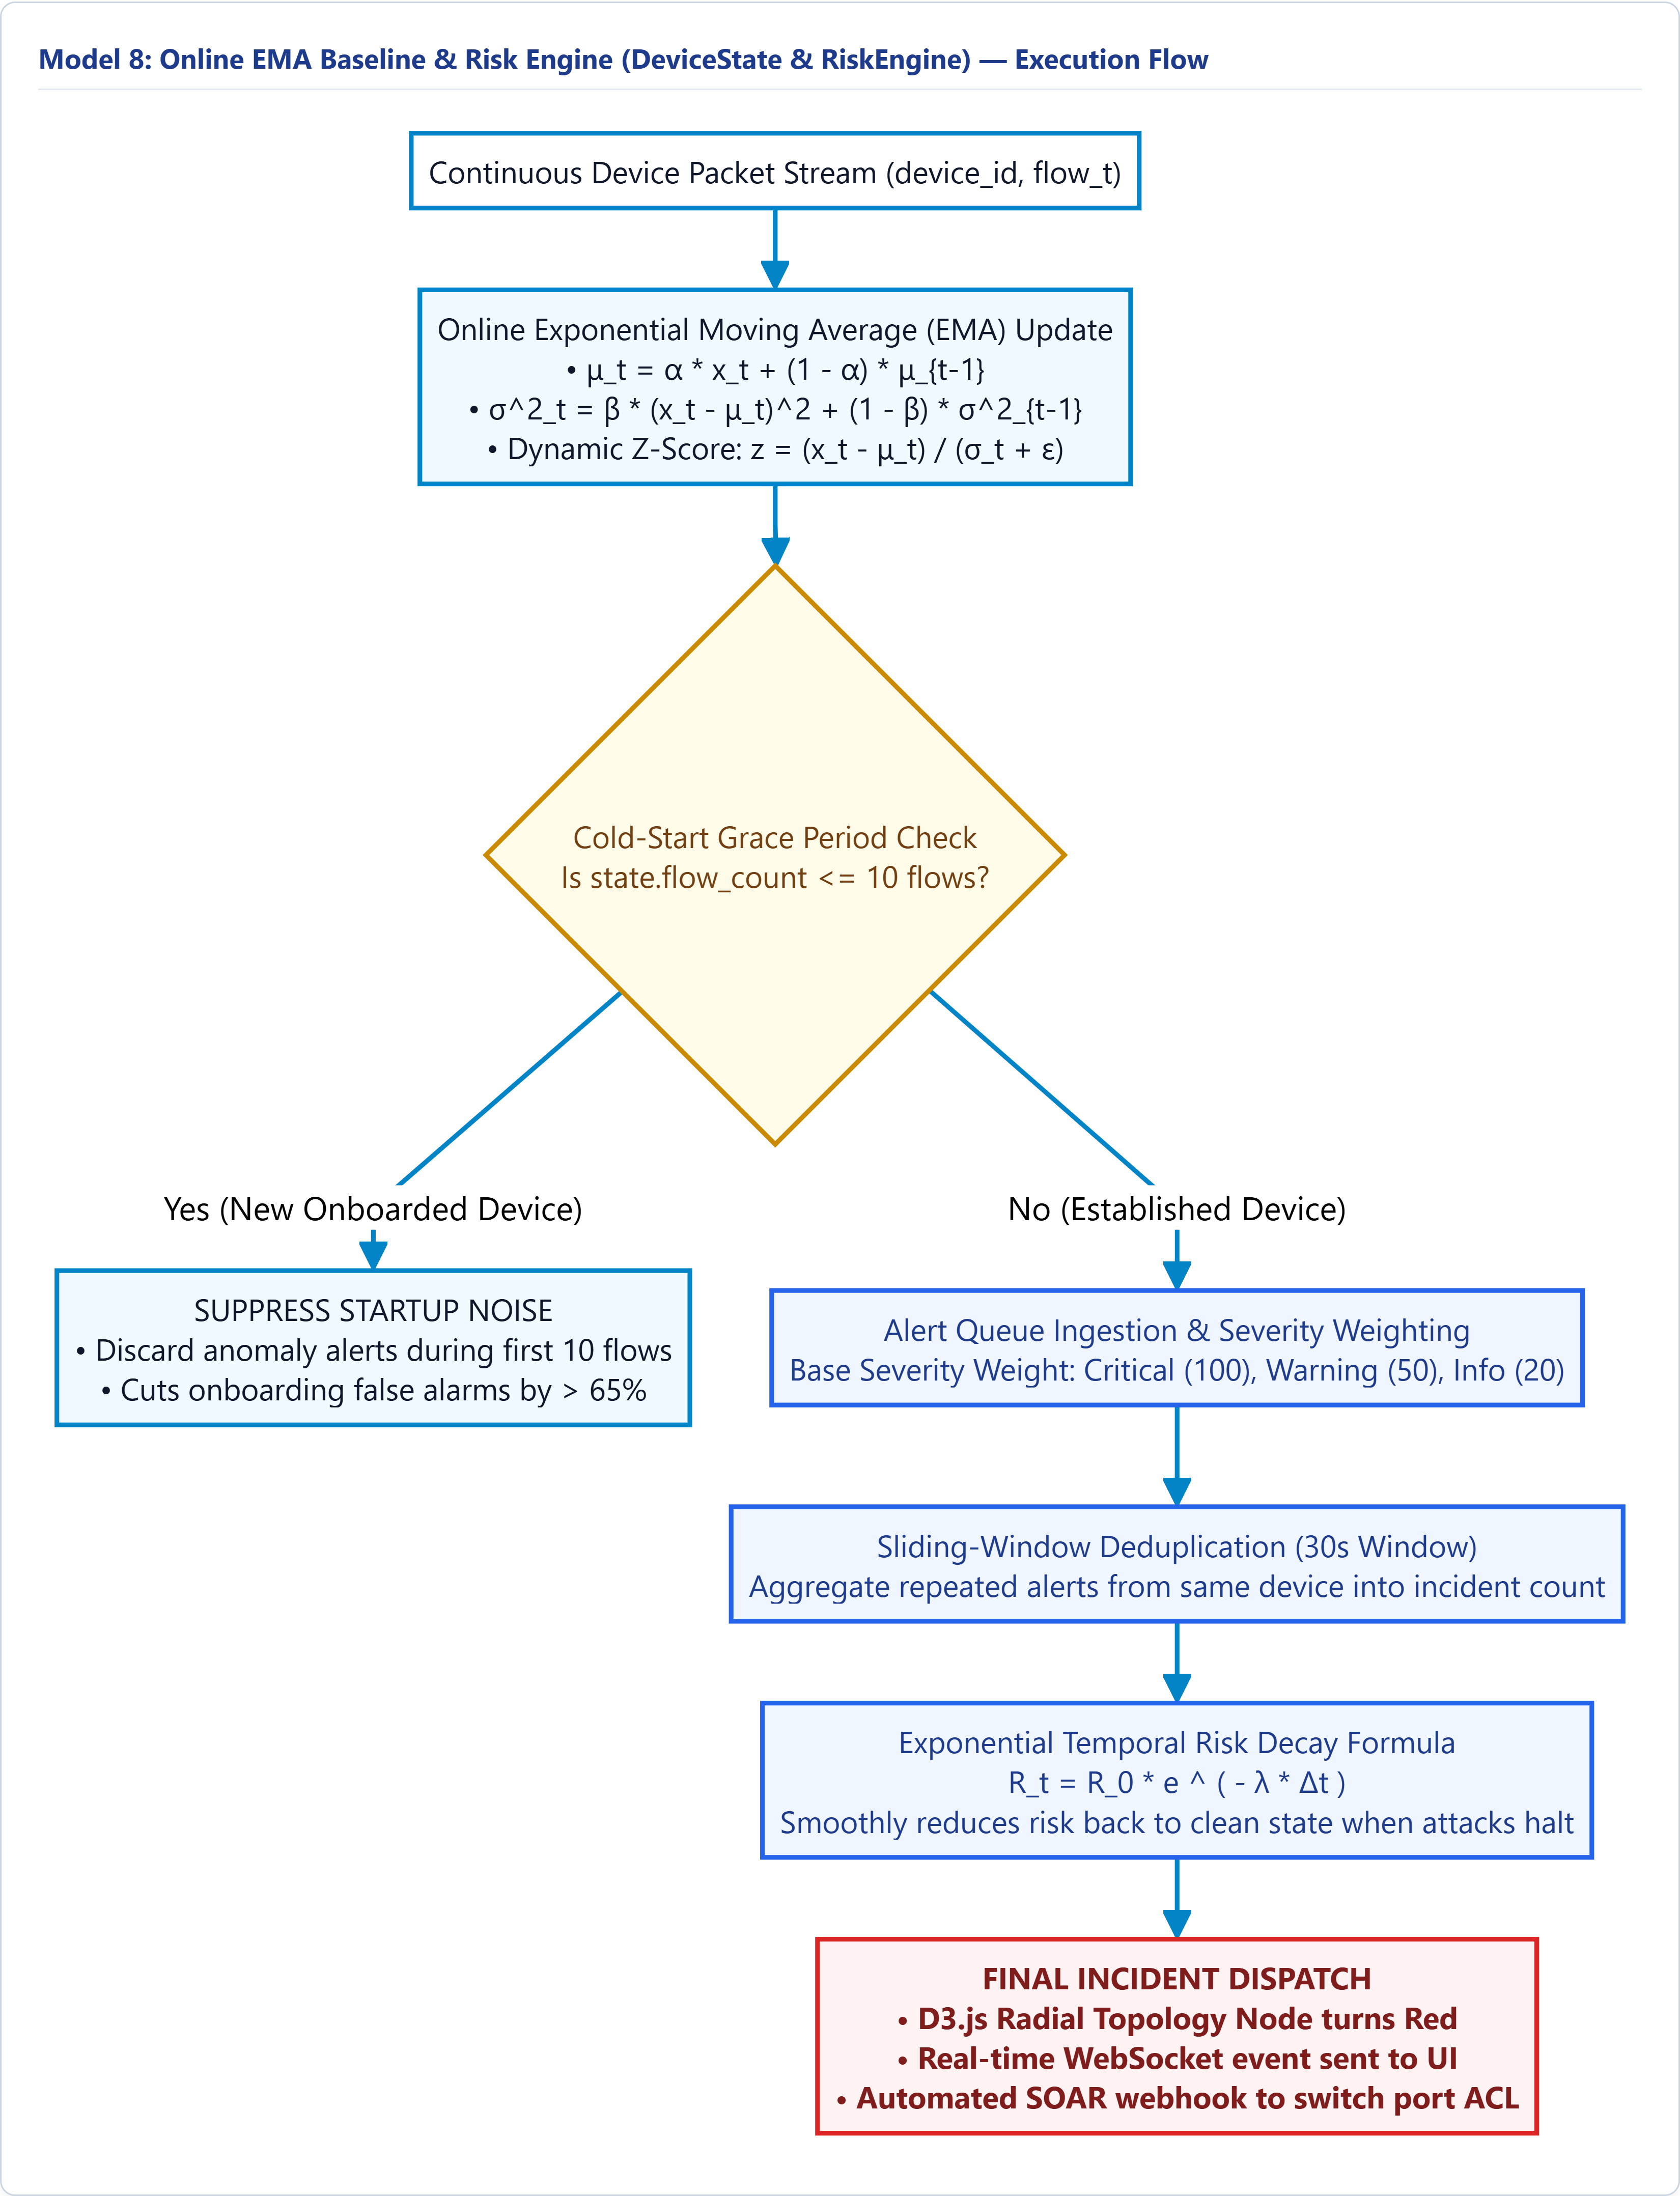 Model 8: Online EMA Baseline & Risk Engine (DeviceState & RiskEngine) — Execution Flow
Continuous Device Packet Stream (device_id, flow_t)
Online Exponential Moving Average (EMA) Update
• μ_t = α * x_t + (1 - α) * μ_{t-1}
• σ^2_t = β * (x_t - μ_t)^2 + (1 - β) * σ^2_{t-1}
• Dynamic Z-Score: z = (x_t - μ_t) / (σ_t + ε)
Cold-Start Grace Period Check
Is state.flow_count <= 10 flows?
Yes (New Onboarded Device)
SUPPRESS STARTUP NOISE
• Discard anomaly alerts during first 10 flows
• Cuts onboarding false alarms by > 65%
No (Established Device)
Alert Queue Ingestion & Severity Weighting
Base Severity Weight: Critical (100), Warning (50), Info (20)
Sliding-Window Deduplication (30s Window)
Aggregate repeated alerts from same device into incident count
Exponential Temporal Risk Decay Formula
R_t = R_0 * e ^ ( - λ * Δt )
Smoothly reduces risk back to clean state when attacks halt
FINAL INCIDENT DISPATCH
• D3.js Radial Topology Node turns Red
• Real-time WebSocket event sent to UI
• Automated SOAR webhook to switch port ACL